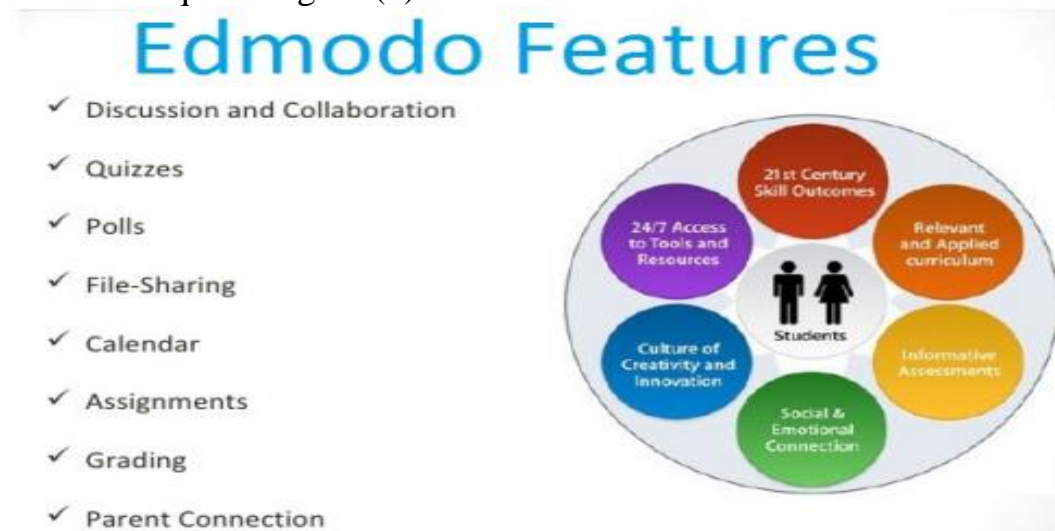 Edmodo Features
✓ Discussion and Collaboration
✓ Quizzes
✓ Polls
✓ File-Sharing
✓ Calendar
✓ Assignments
✓ Grading
✓ Parent Connection
21st Century
Skill Outcomes
Relevant
and Applied
curriculum
Informative
Assessments
Social &
Emotional
Connection
Culture of
Creativity and
Innovation
24/7 Access
to Tools and
Resources
Students